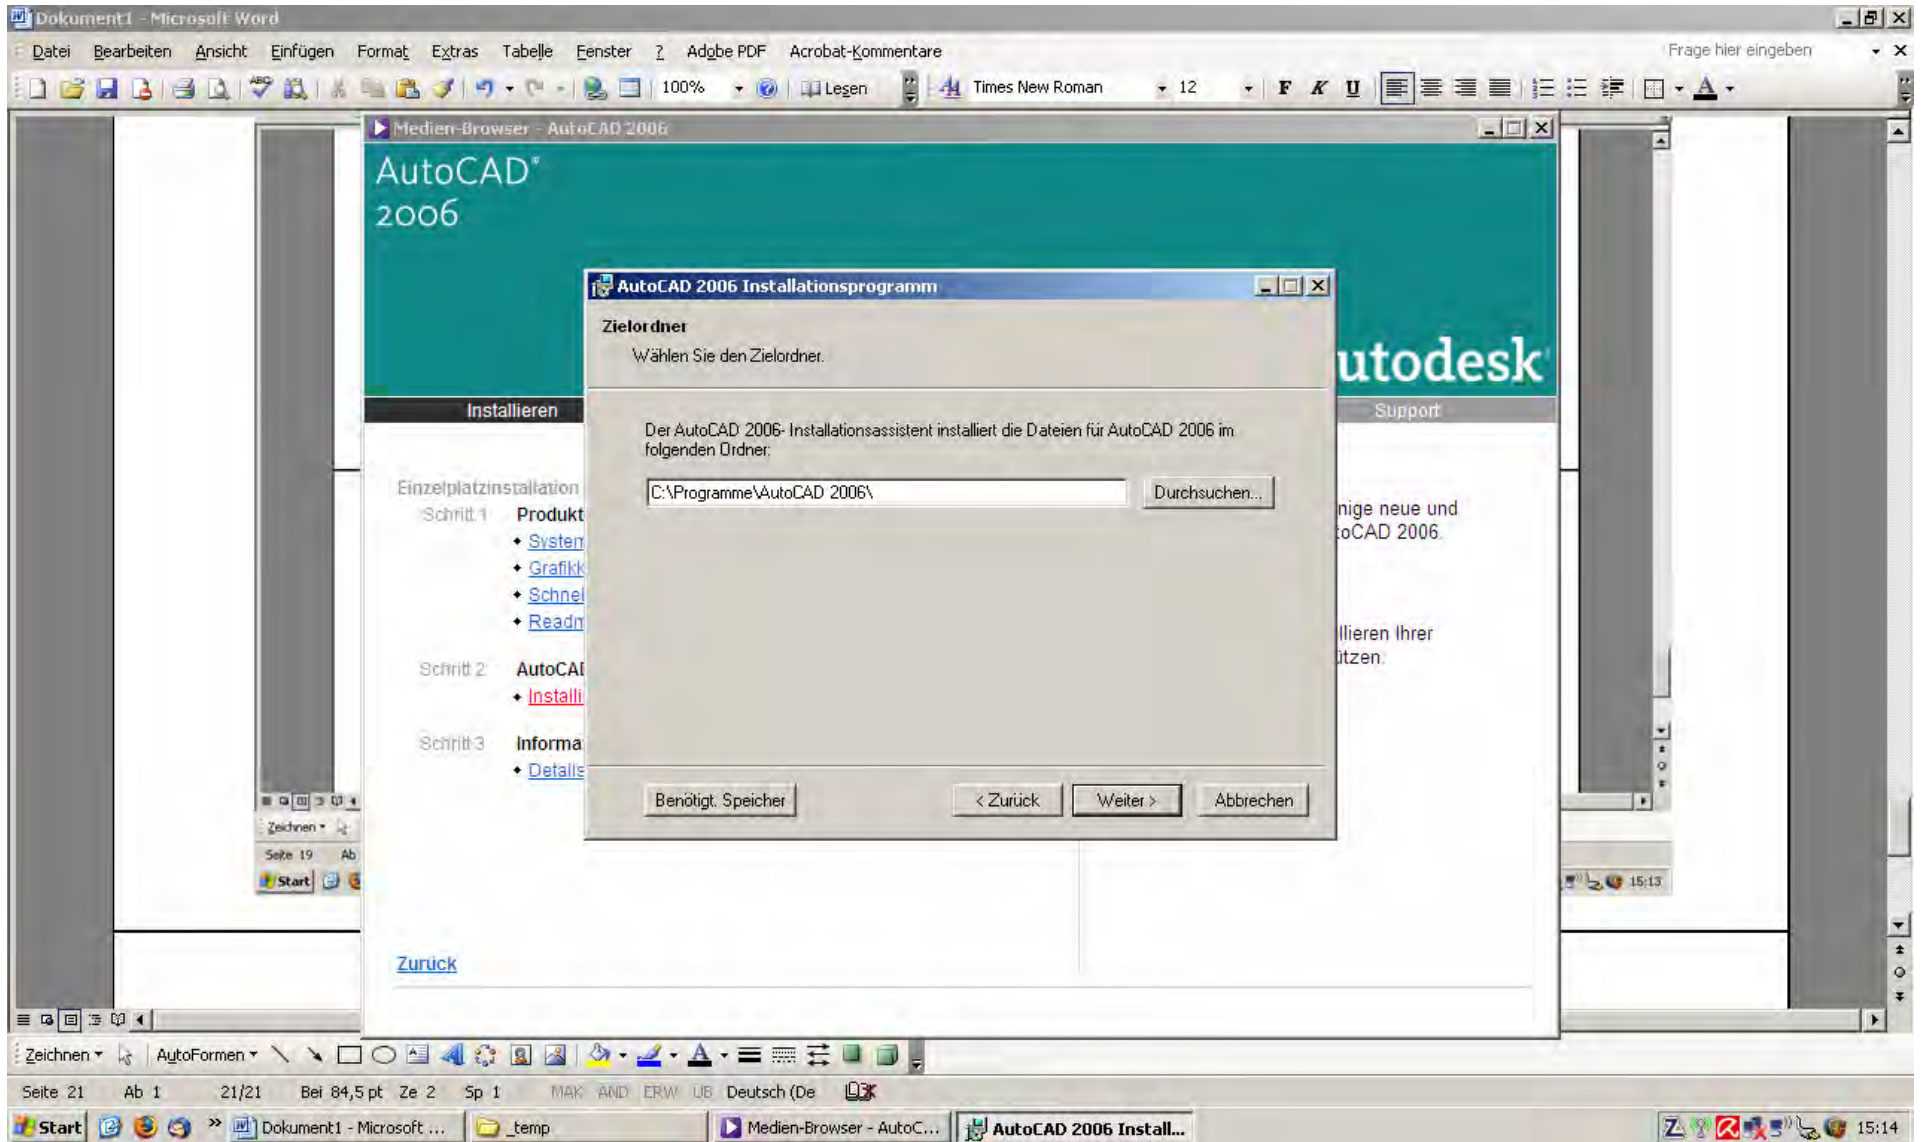 Dokument1 - Microsoft Word
Datei Bearbeiten Ansicht Einfügen Format Extras Tabelle Fenster ? Adobe PDF Acrobat-Kommentare Frage hier eingeben
100% Lesen Times New Roman 12 F K U
Medien-Browser - AutoCAD 2006
AutoCAD®
2006
AutoCAD 2006 Installationsprogramm
Zielordner
Wählen Sie den Zielordner.
utodesk
Installieren
Support
Der AutoCAD 2006- Installationsassistent installiert die Dateien für AutoCAD 2006 im
folgenden Ordner:
C:\Programme\AutoCAD 2006\
Durchsuchen...
Einzelplatzinstallation
Schritt 1 Produkt
System
Grafikk
Schnel
Readm
nige neue und
toCAD 2006.
llieren Ihrer
ützen.
Schritt 2 AutoCAD
Installi
Schritt 3 Informa
Details
Benötigt. Speicher
< Zurück
Weiter >
Abbrechen
Zeichnen
Seite 19 Ab
Start
15:13
Zurück
Zeichnen AutoFormen
Seite 21 Ab 1 21/21 Bei 84,5 pt Ze 2 Sp 1 MAK ÄND ERW ÜB Deutsch (De
Start » Dokument1 - Microsoft ... _temp Medien-Browser - AutoC... AutoCAD 2006 Install... 15:14